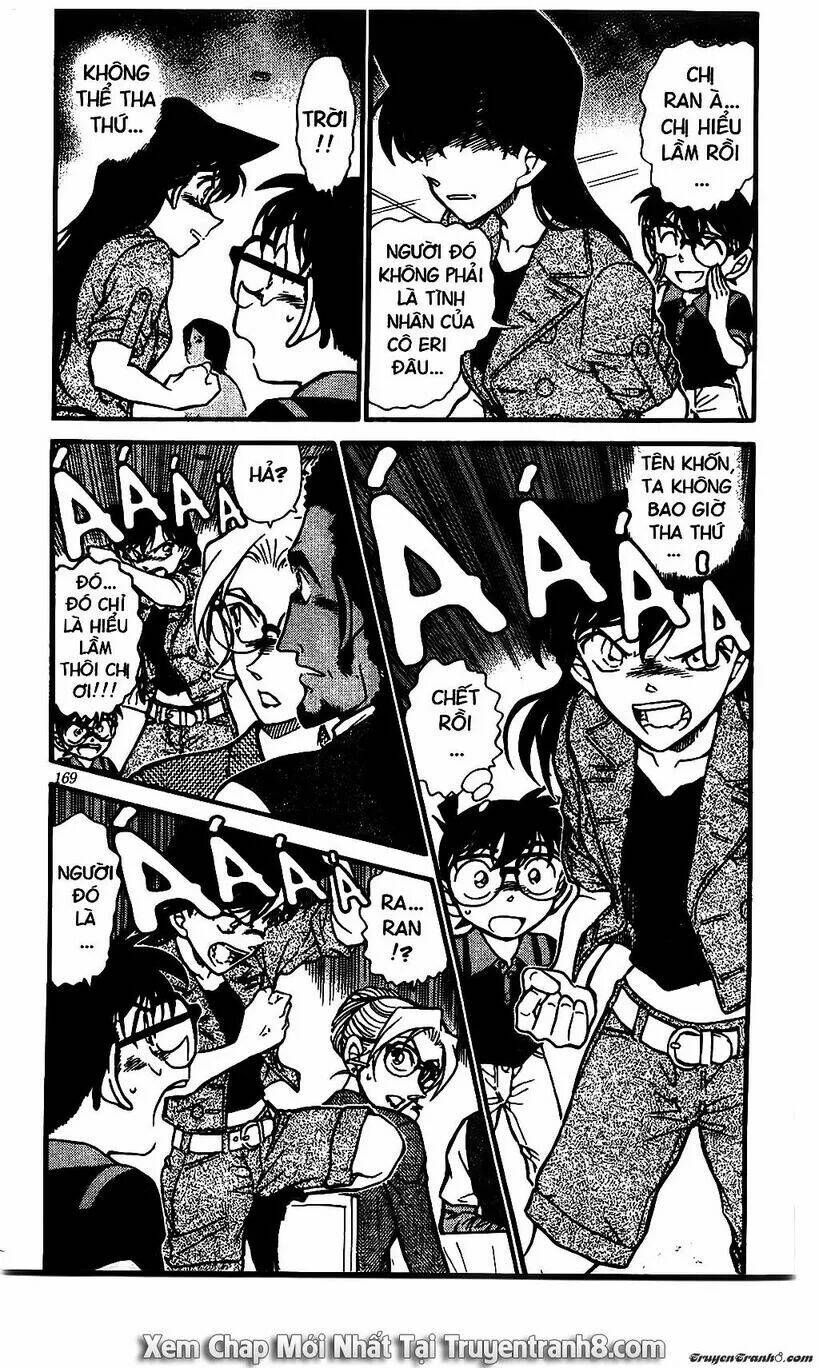 CHỊ
RAN À...
CHỊ HIỂU
LẦM RỒI
...
NGƯỜI ĐÓ
KHÔNG PHẢI
LÀ TÌNH
NHÂN CỦA
CÔ ERI
ĐÂU...
TRỜI
!!
KHÔNG
THỂ THA
THỨ...
TÊN KHỐN,
TA KHÔNG
BAO GIỜ
THA THỨ
...
Á Á Á Á
CHẾT
RỒI
...
HẢ?
Á Á Á Á
ĐÓ...
ĐÓ CHỈ
LÀ HIỂU
LẦM
THÔI CHỊ
ƠI!!!
169
RA...
RAN
!?
Á Á Á Á
NGƯỜI
ĐÓ LÀ
...
Xem Chap Mới Nhất Tại Truyentranh8.com
TruyenTranh8.com